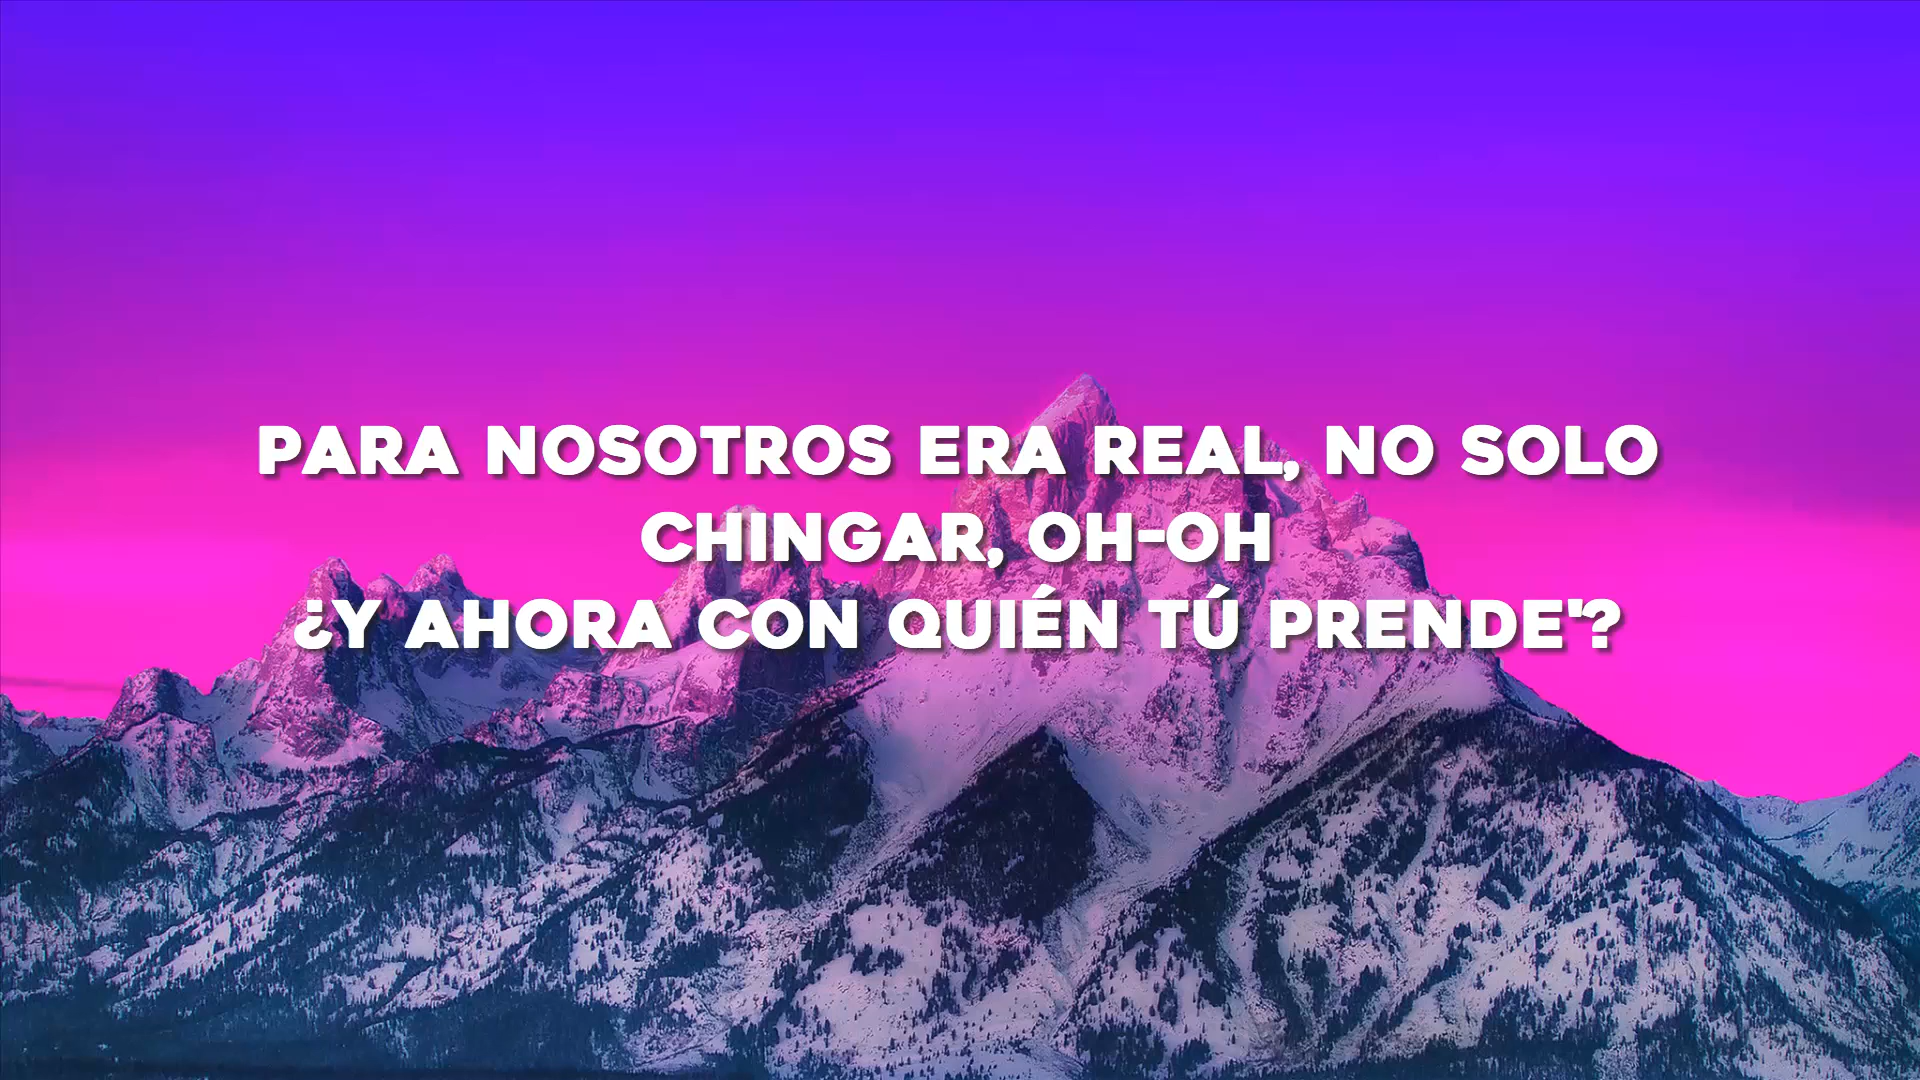 PARA NOSOTROS ERA REAL, NO SOLO
CHINGAR, OH-OH
¿Y AHORA CON QUIÉN TÚ PRENDE'?